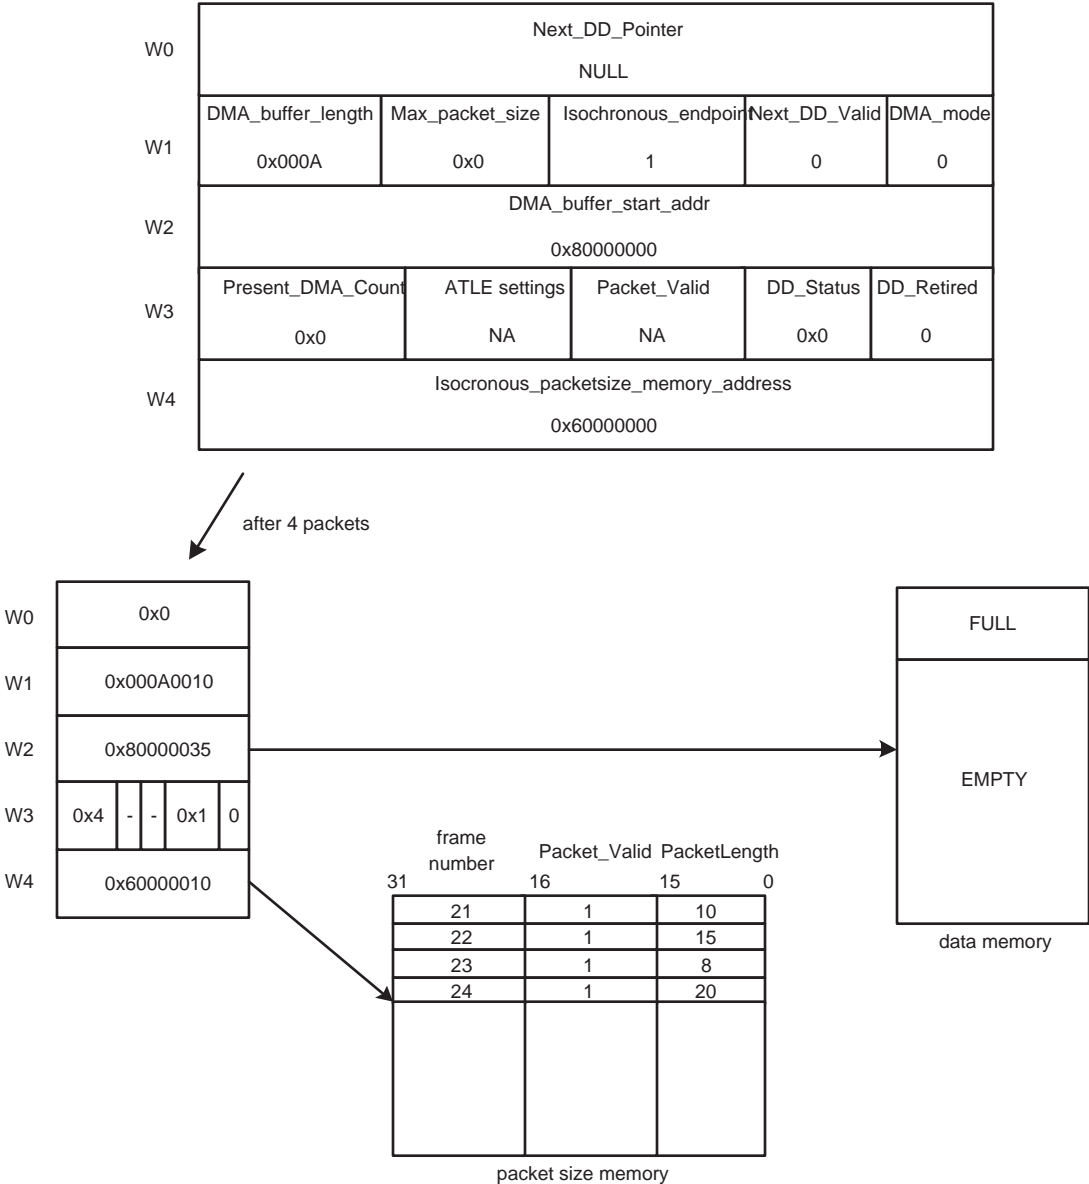 Next_DD_Pointer
W0
NULL
DMA_buffer_length Max_packet_size Isochronous_endpoint Next_DD_Valid DMA_mode
W1
0x000A 0x0 1 0 0
DMA_buffer_start_addr
W2
0x80000000
Present_DMA_Count ATLE settings Packet_Valid DD_Status DD_Retired
W3
0x0 NA NA 0x0 0
Isocronous_packetsize_memory_address
W4
0x60000000
after 4 packets
W0 0x0 FULL
W1 0x000A0010
W2 0x80000035
EMPTY
W3 0x4 - - 0x1 0
frame
number Packet_Valid PacketLength
W4 0x60000010
31 16 15 0
21 1 10
22 1 15
23 1 8
24 1 20
data memory
packet size memory